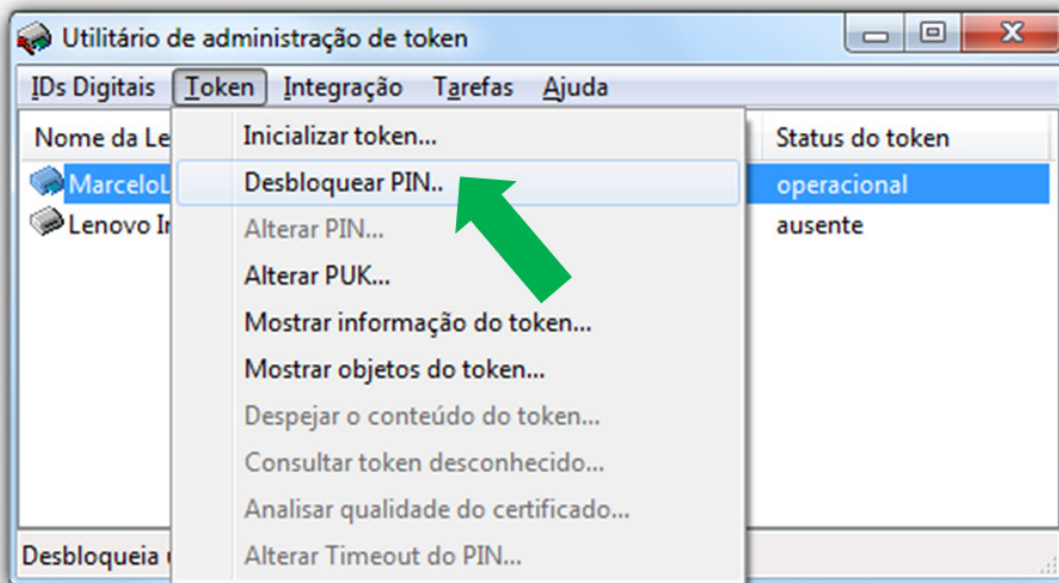 Utilitário de administração de token
IDs Digitais Token Integração Tarefas Ajuda
Nome da Le Status do token
Inicializar token...
MarceloL operacional
Desbloquear PIN..
Lenovo In ausente
Alterar PIN...
Alterar PUK...
Mostrar informação do token...
Mostrar objetos do token...
Despejar o conteúdo do token...
Consultar token desconhecido...
Analisar qualidade do certificado...
Desbloqueia
Alterar Timeout do PIN...